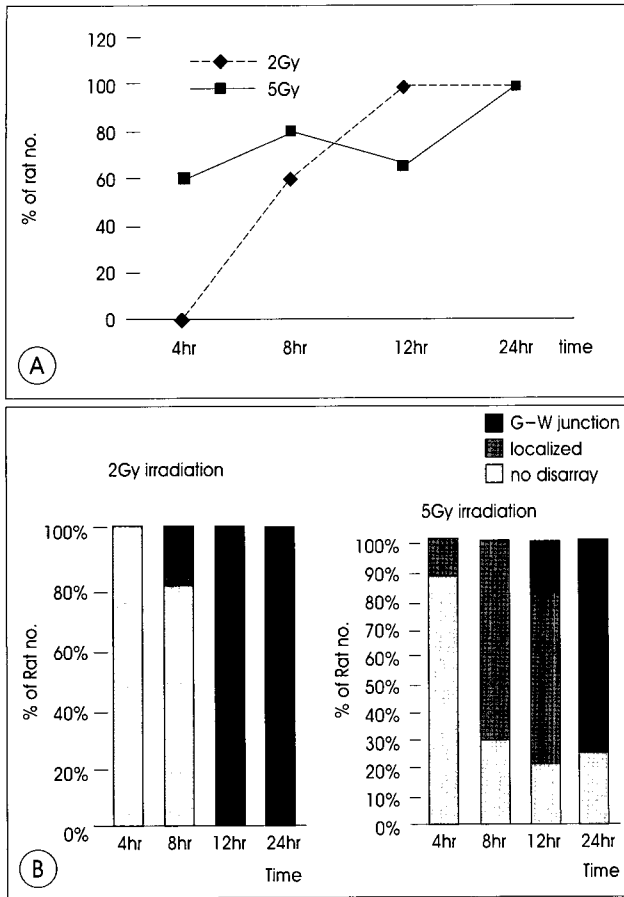 120
100
80
60
40
20
0
% of rat no.
2Gy
5Gy
4hr 8hr 12hr 24hr time
A
G-W junction
localized
no disarray
2Gy irradiation
100%
80%
60%
40%
20%
0%
% of Rat no.
4hr 8hr 12hr 24hr
Time
5Gy irradiation
100%
90%
80%
70%
60%
50%
40%
30%
20%
10%
0%
% of Rat no.
4hr 8hr 12hr 24hr
Time
B